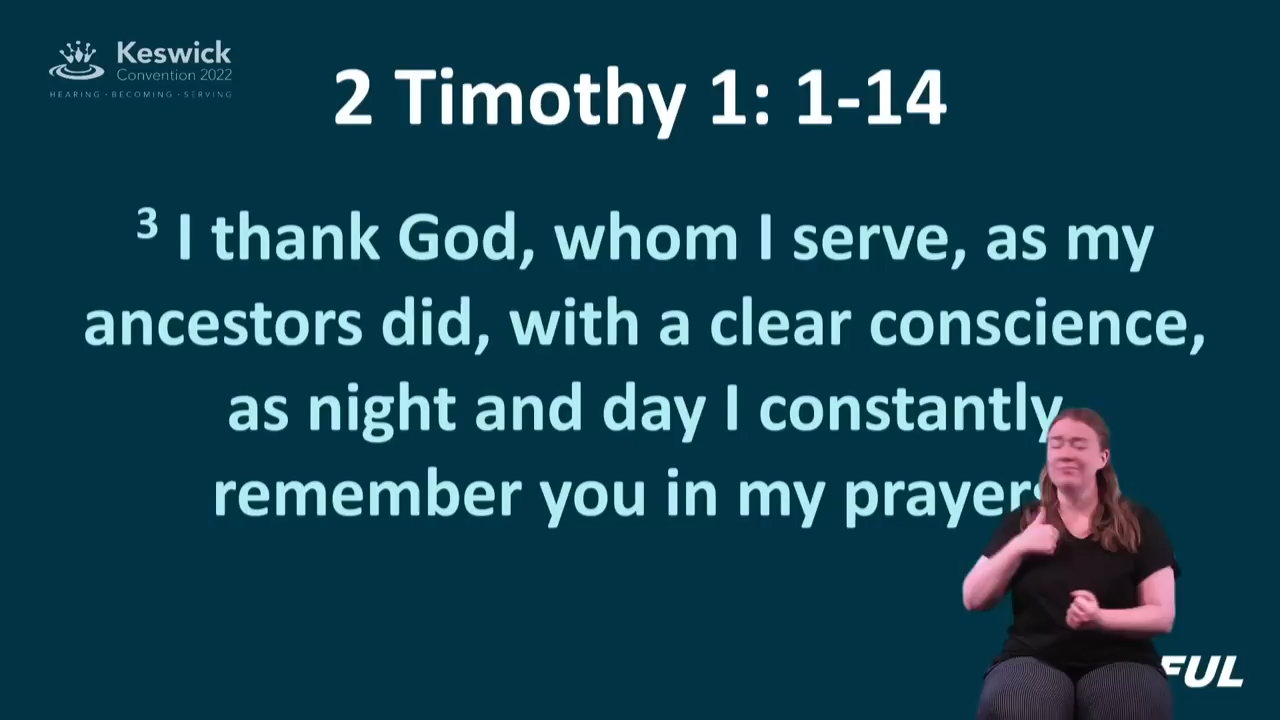 Keswick
Convention 2022
HEARING · BECOMING · SERVING
2 Timothy 1: 1-14
3 I thank God, whom I serve, as my
ancestors did, with a clear conscience,
as night and day I constantly
remember you in my prayers
FUL